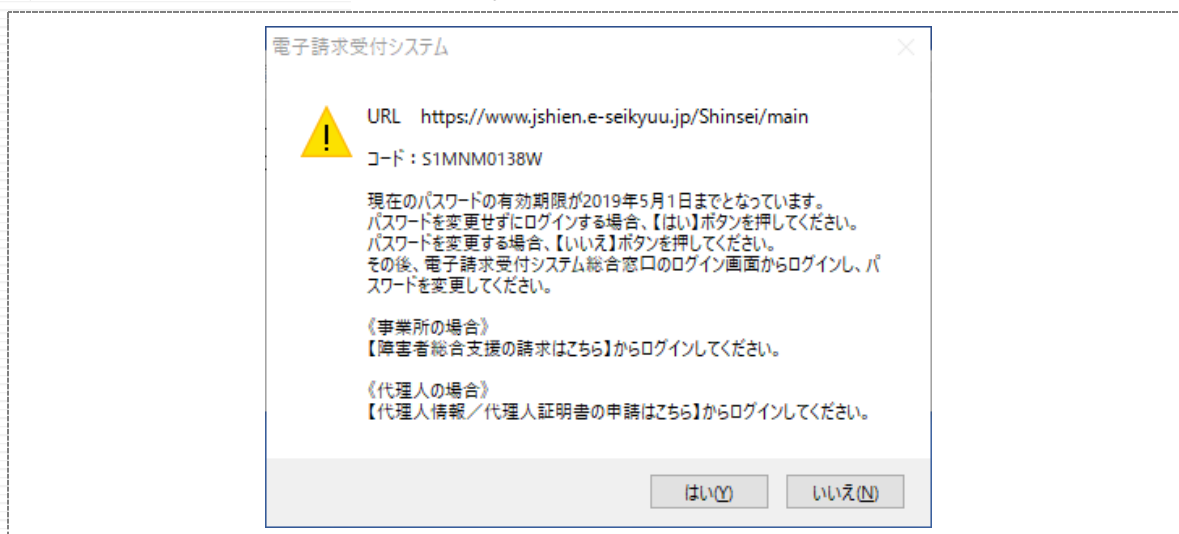 電子請求受付システム
URL　https://www.jshien.e-seikyuu.jp/Shinsei/main
コード：S1MNM0138W
現在のパスワードの有効期限が2019年5月1日までとなっています。
パスワードを変更せずにログインする場合、【はい】ボタンを押してください。
パスワードを変更する場合、【いいえ】ボタンを押してください。
その後、電子請求受付システム総合窓口のログイン画面からログインし、パ
スワードを変更してください。
《事業所の場合》
【障害者総合支援の請求はこちら】からログインしてください。
《代理人の場合》
【代理人情報／代理人証明書の申請はこちら】からログインしてください。
はい(Y)　いいえ(N)